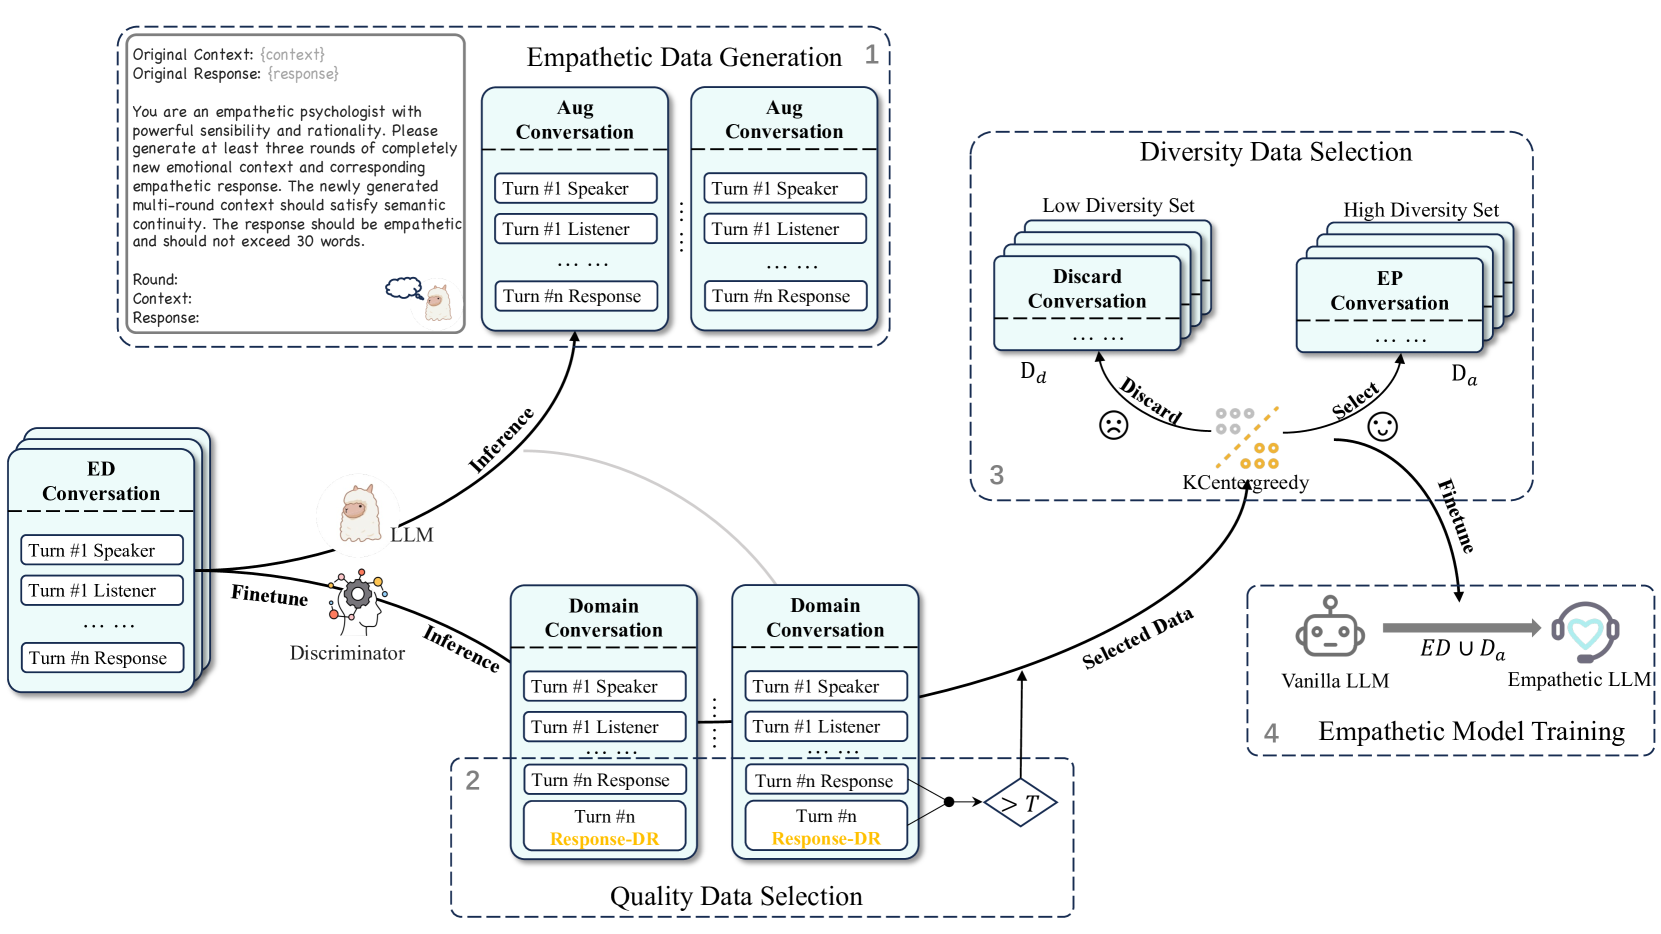 Original Context: {context}
Original Response: {response}
You are an empathetic psychologist with
powerful sensibility and rationality. Please
generate at least three rounds of completely
new emotional context and corresponding
empathetic response. The newly generated
multi-round context should satisfy semantic
continuity. The response should be empathetic
and should not exceed 30 words.
Round:
Context:
Response:
Empathetic Data Generation
1
Aug
Conversation
Turn #1 Speaker
Turn #1 Listener
... ...
Turn #n Response
Aug
Conversation
Turn #1 Speaker
Turn #1 Listener
... ...
Turn #n Response
Diversity Data Selection
Low Diversity Set
Discard
Conversation
... ...
D_d
High Diversity Set
EP
Conversation
... ...
D_a
Discard
Select
KCentergreedy
3
Finetune
ED
Conversation
Turn #1 Speaker
Turn #1 Listener
... ...
Turn #n Response
Inference
LLM
Finetune
Discriminator
Inference
Domain
Conversation
Turn #1 Speaker
Turn #1 Listener
... ...
Turn #n Response
Turn #n
Response-DR
Domain
Conversation
Turn #1 Speaker
Turn #1 Listener
... ...
Turn #n Response
Turn #n
Response-DR
> T
2
Quality Data Selection
Selected Data
Vanilla LLM
ED ∪ D_a
Empathetic LLM
4
Empathetic Model Training